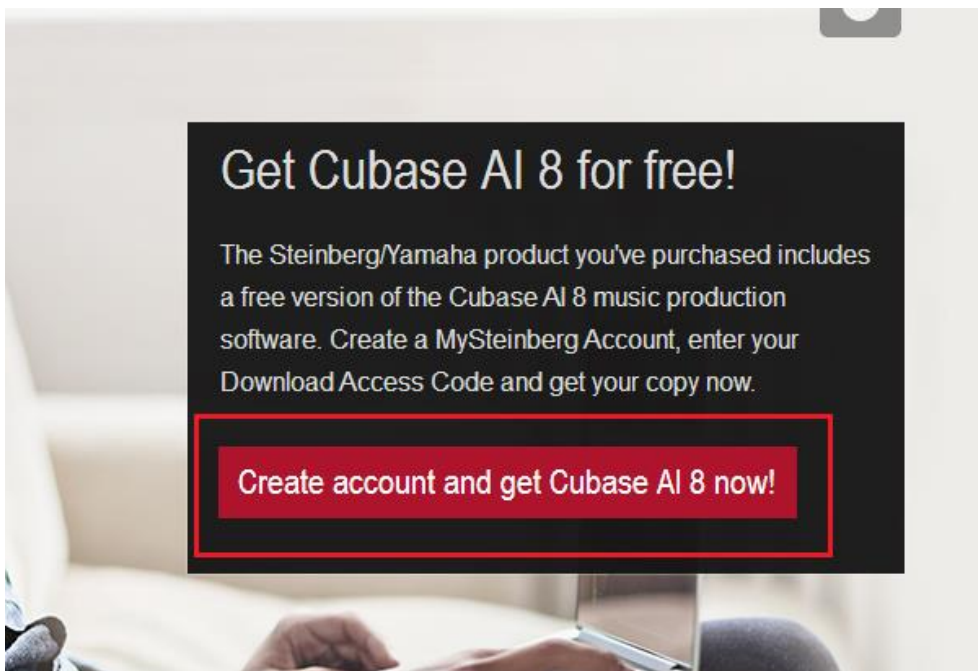 Get Cubase AI 8 for free!
The Steinberg/Yamaha product you've purchased includes
a free version of the Cubase AI 8 music production
software. Create a MySteinberg Account, enter your
Download Access Code and get your copy now.
Create account and get Cubase AI 8 now!